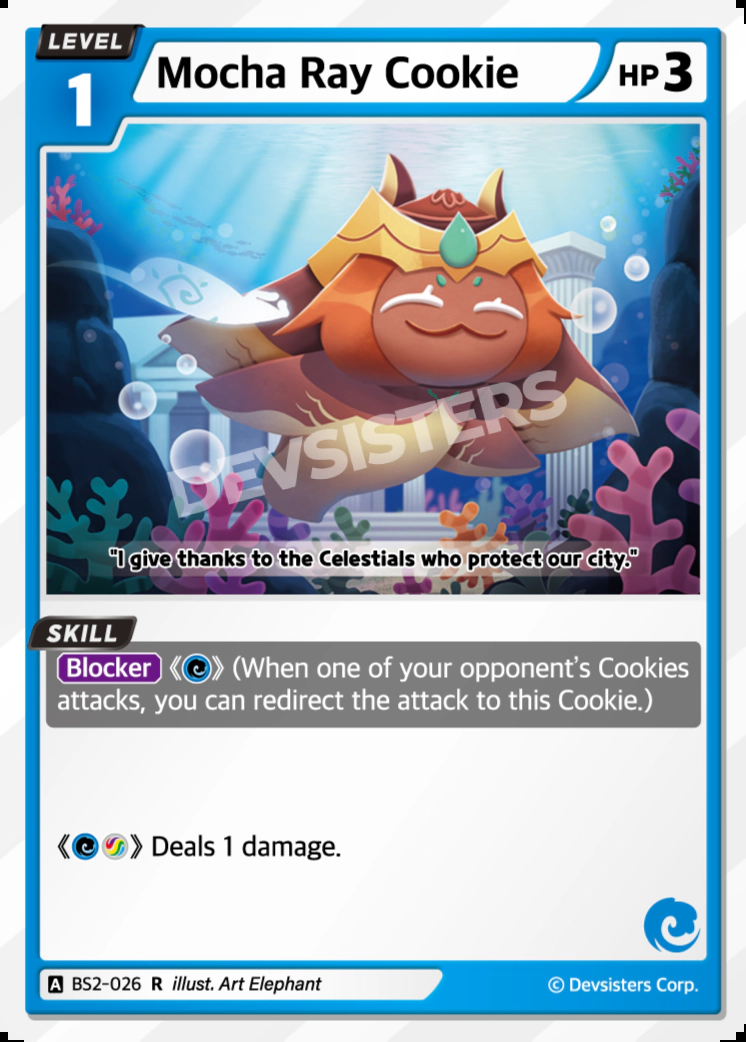 LEVEL
1
Mocha Ray Cookie
HP 3
DEVSISTERS
"I give thanks to the Celestials who protect our city."
SKILL
Blocker 《》 (When one of your opponent's Cookies
attacks, you can redirect the attack to this Cookie.)
《》 Deals 1 damage.
A BS2-026 R illust. Art Elephant
© Devsisters Corp.